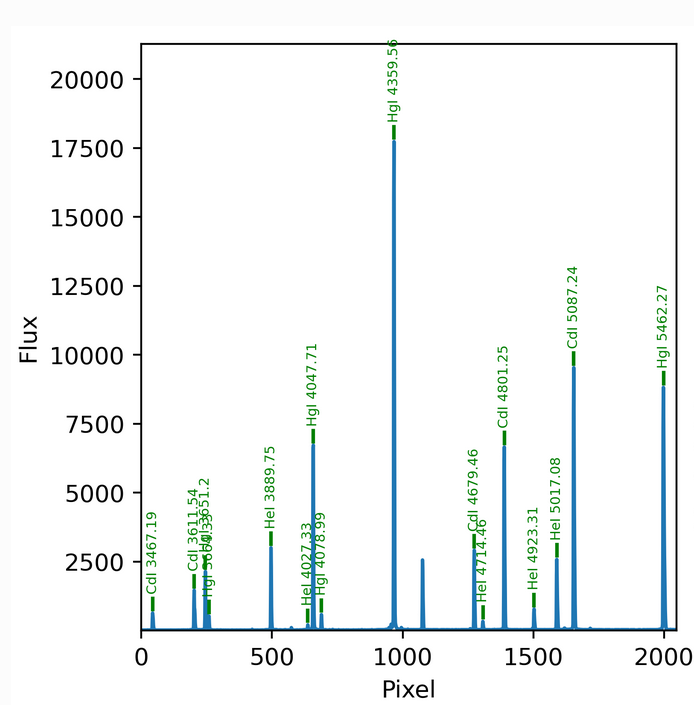 20000
17500
15000
12500
10000
7500
5000
2500
0
500
1000
1500
2000
Flux
Pixel
CdI 3467.19
CdI 3611.54
HgI 3651.2
HgI
HeI 3889.75
HeI 4027.33
HgI 4047.71
HgI 4078.99
HgI 4359.56
CdI 4679.46
HeI 4714.46
CdI 4801.25
HeI 4923.31
HeI 5017.08
CdI 5087.24
HgI 5462.27